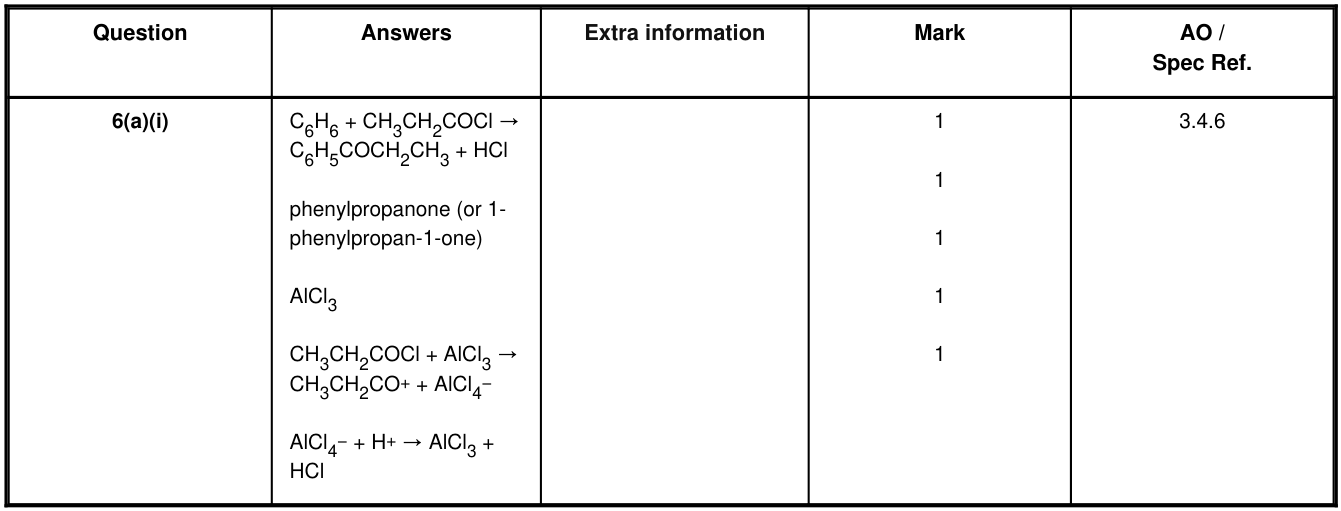 Question Answers Extra information Mark AO /
Spec Ref.
6(a)(i) C₆H₆ + CH₃CH₂COCl → 1 3.4.6
C₆H₅COCH₂CH₃ + HCl
1
phenylpropanone (or 1-
phenylpropan-1-one) 1
AlCl₃ 1
CH₃CH₂COCl + AlCl₃ → 1
CH₃CH₂CO⁺ + AlCl₄⁻
AlCl₄⁻ + H⁺ → AlCl₃ +
HCl